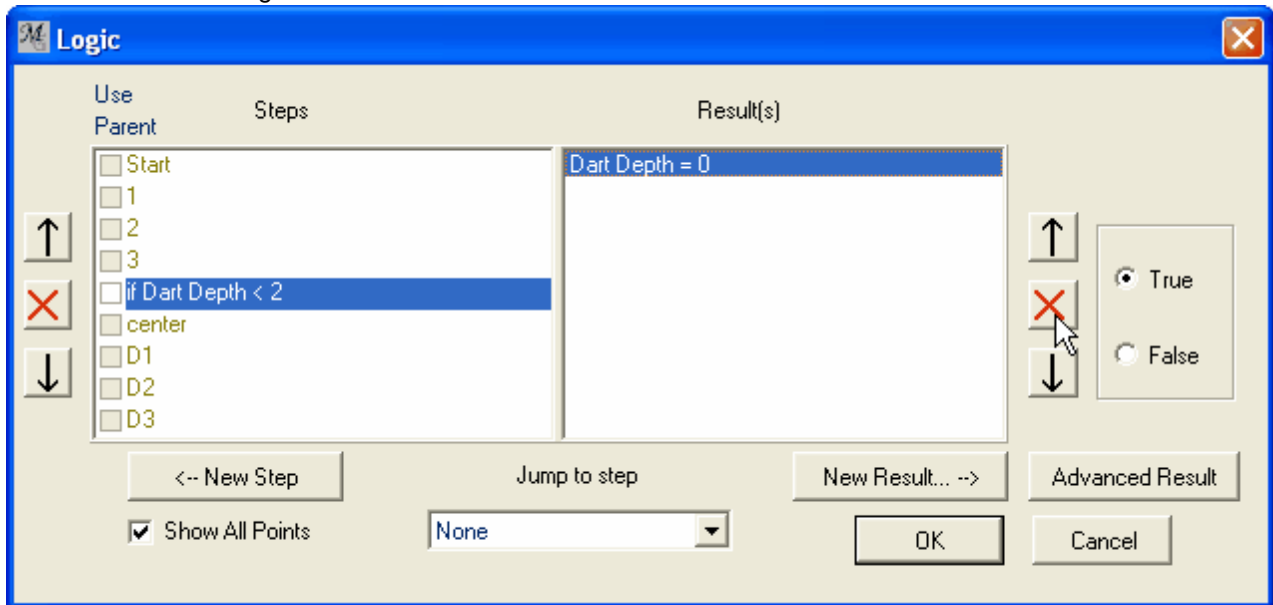 Logic
Use
Parent
Steps
Result(s)
Start
1
2
3
if Dart Depth < 2
center
D1
D2
D3
Dart Depth = 0
True
False
<-- New Step
Jump to step
New Result... -->
Advanced Result
Show All Points
None
OK
Cancel